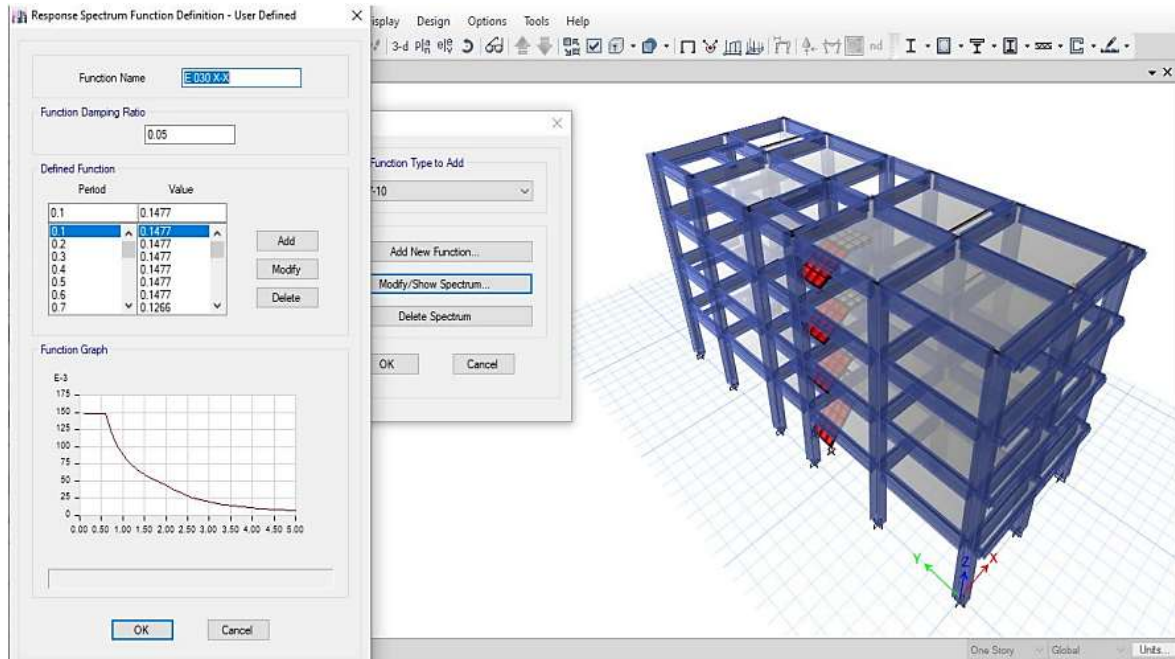 Response Spectrum Function Definition - User Defined
isplay Design Options Tools Help
3-d
nd
Function Name E 030 X-X
Function Damping Ratio
0.05
Defined Function
Period Value
0.1 0.1477
0.1 0.1477
0.2 0.1477
0.3 0.1477
0.4 0.1477
0.5 0.1477
0.6 0.1477
0.7 0.1266
Add
Modify
Delete
Function Graph
E-3
175
150
125
100
75
50
25
0
0.00 0.50 1.00 1.50 2.00 2.50 3.00 3.50 4.00 4.50 5.00
OK Cancel
Function Type to Add
-10
Add New Function...
Modify/Show Spectrum...
Delete Spectrum
OK Cancel
Y Z X
One Story Global Units...